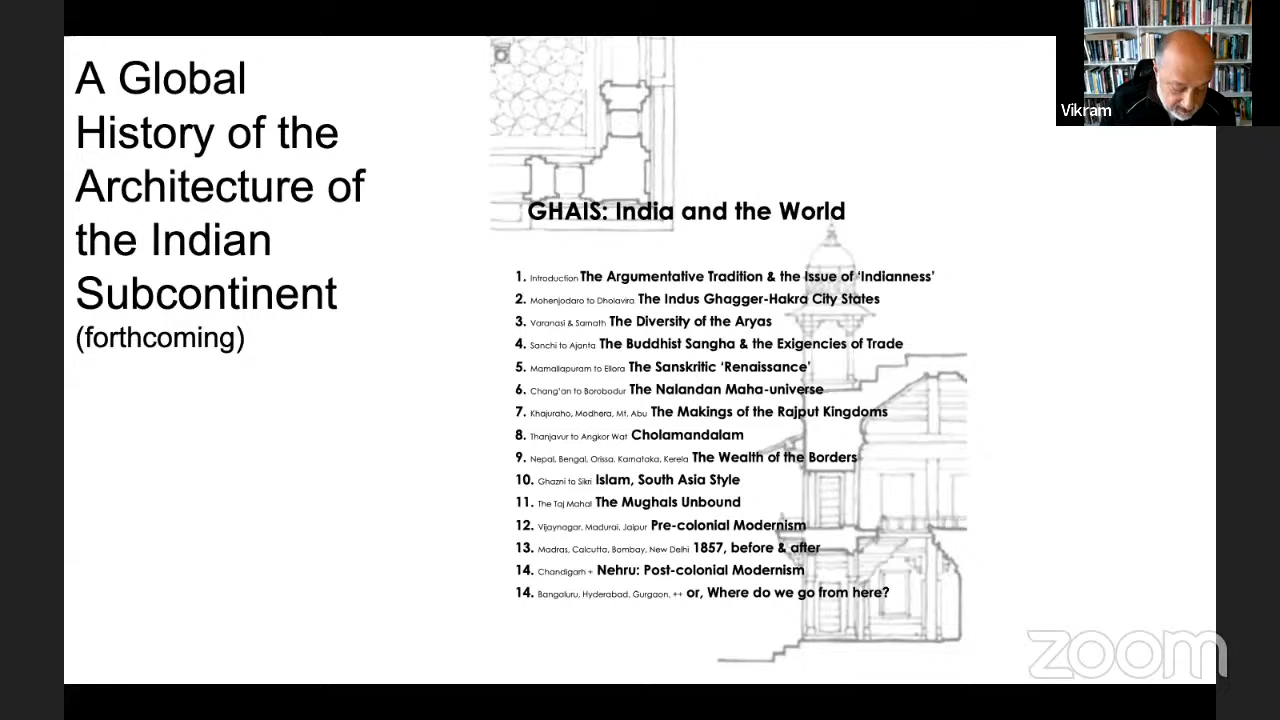 A Global
History of the
Architecture of
the Indian
Subcontinent
(forthcoming)
Vikram
GHAIS: India and the World
1. Introduction The Argumentative Tradition & the Issue of 'Indianness'
2. Mohenjodaro to Dholavira The Indus Ghagger-Hakra City States
3. Varanasi & Sarnath The Diversity of the Aryas
4. Sanchi to Ajanta The Buddhist Sangha & the Exigencies of Trade
5. Mamallapuram to Ellora The Sanskritic 'Renaissance'
6. Chang'an to Borobodur The Nalandan Maha-universe
7. Khajuraho, Modhera, Mt. Abu The Makings of the Rajput Kingdoms
8. Thanjavur to Angkor Wat Cholamandalam
9. Nepal, Bengal, Orissa, Karnataka, Kerela The Wealth of the Borders
10. Ghazni to Sikri Islam, South Asia Style
11. The Taj Mahal The Mughals Unbound
12. Vijaynagar, Madurai, Jaipur Pre-colonial Modernism
13. Madras, Calcutta, Bombay, New Delhi 1857, before & after
14. Chandigarh + Nehru: Post-colonial Modernism
14. Bangaluru, Hyderabad, Gurgaon, ++ or, Where do we go from here?
zoom